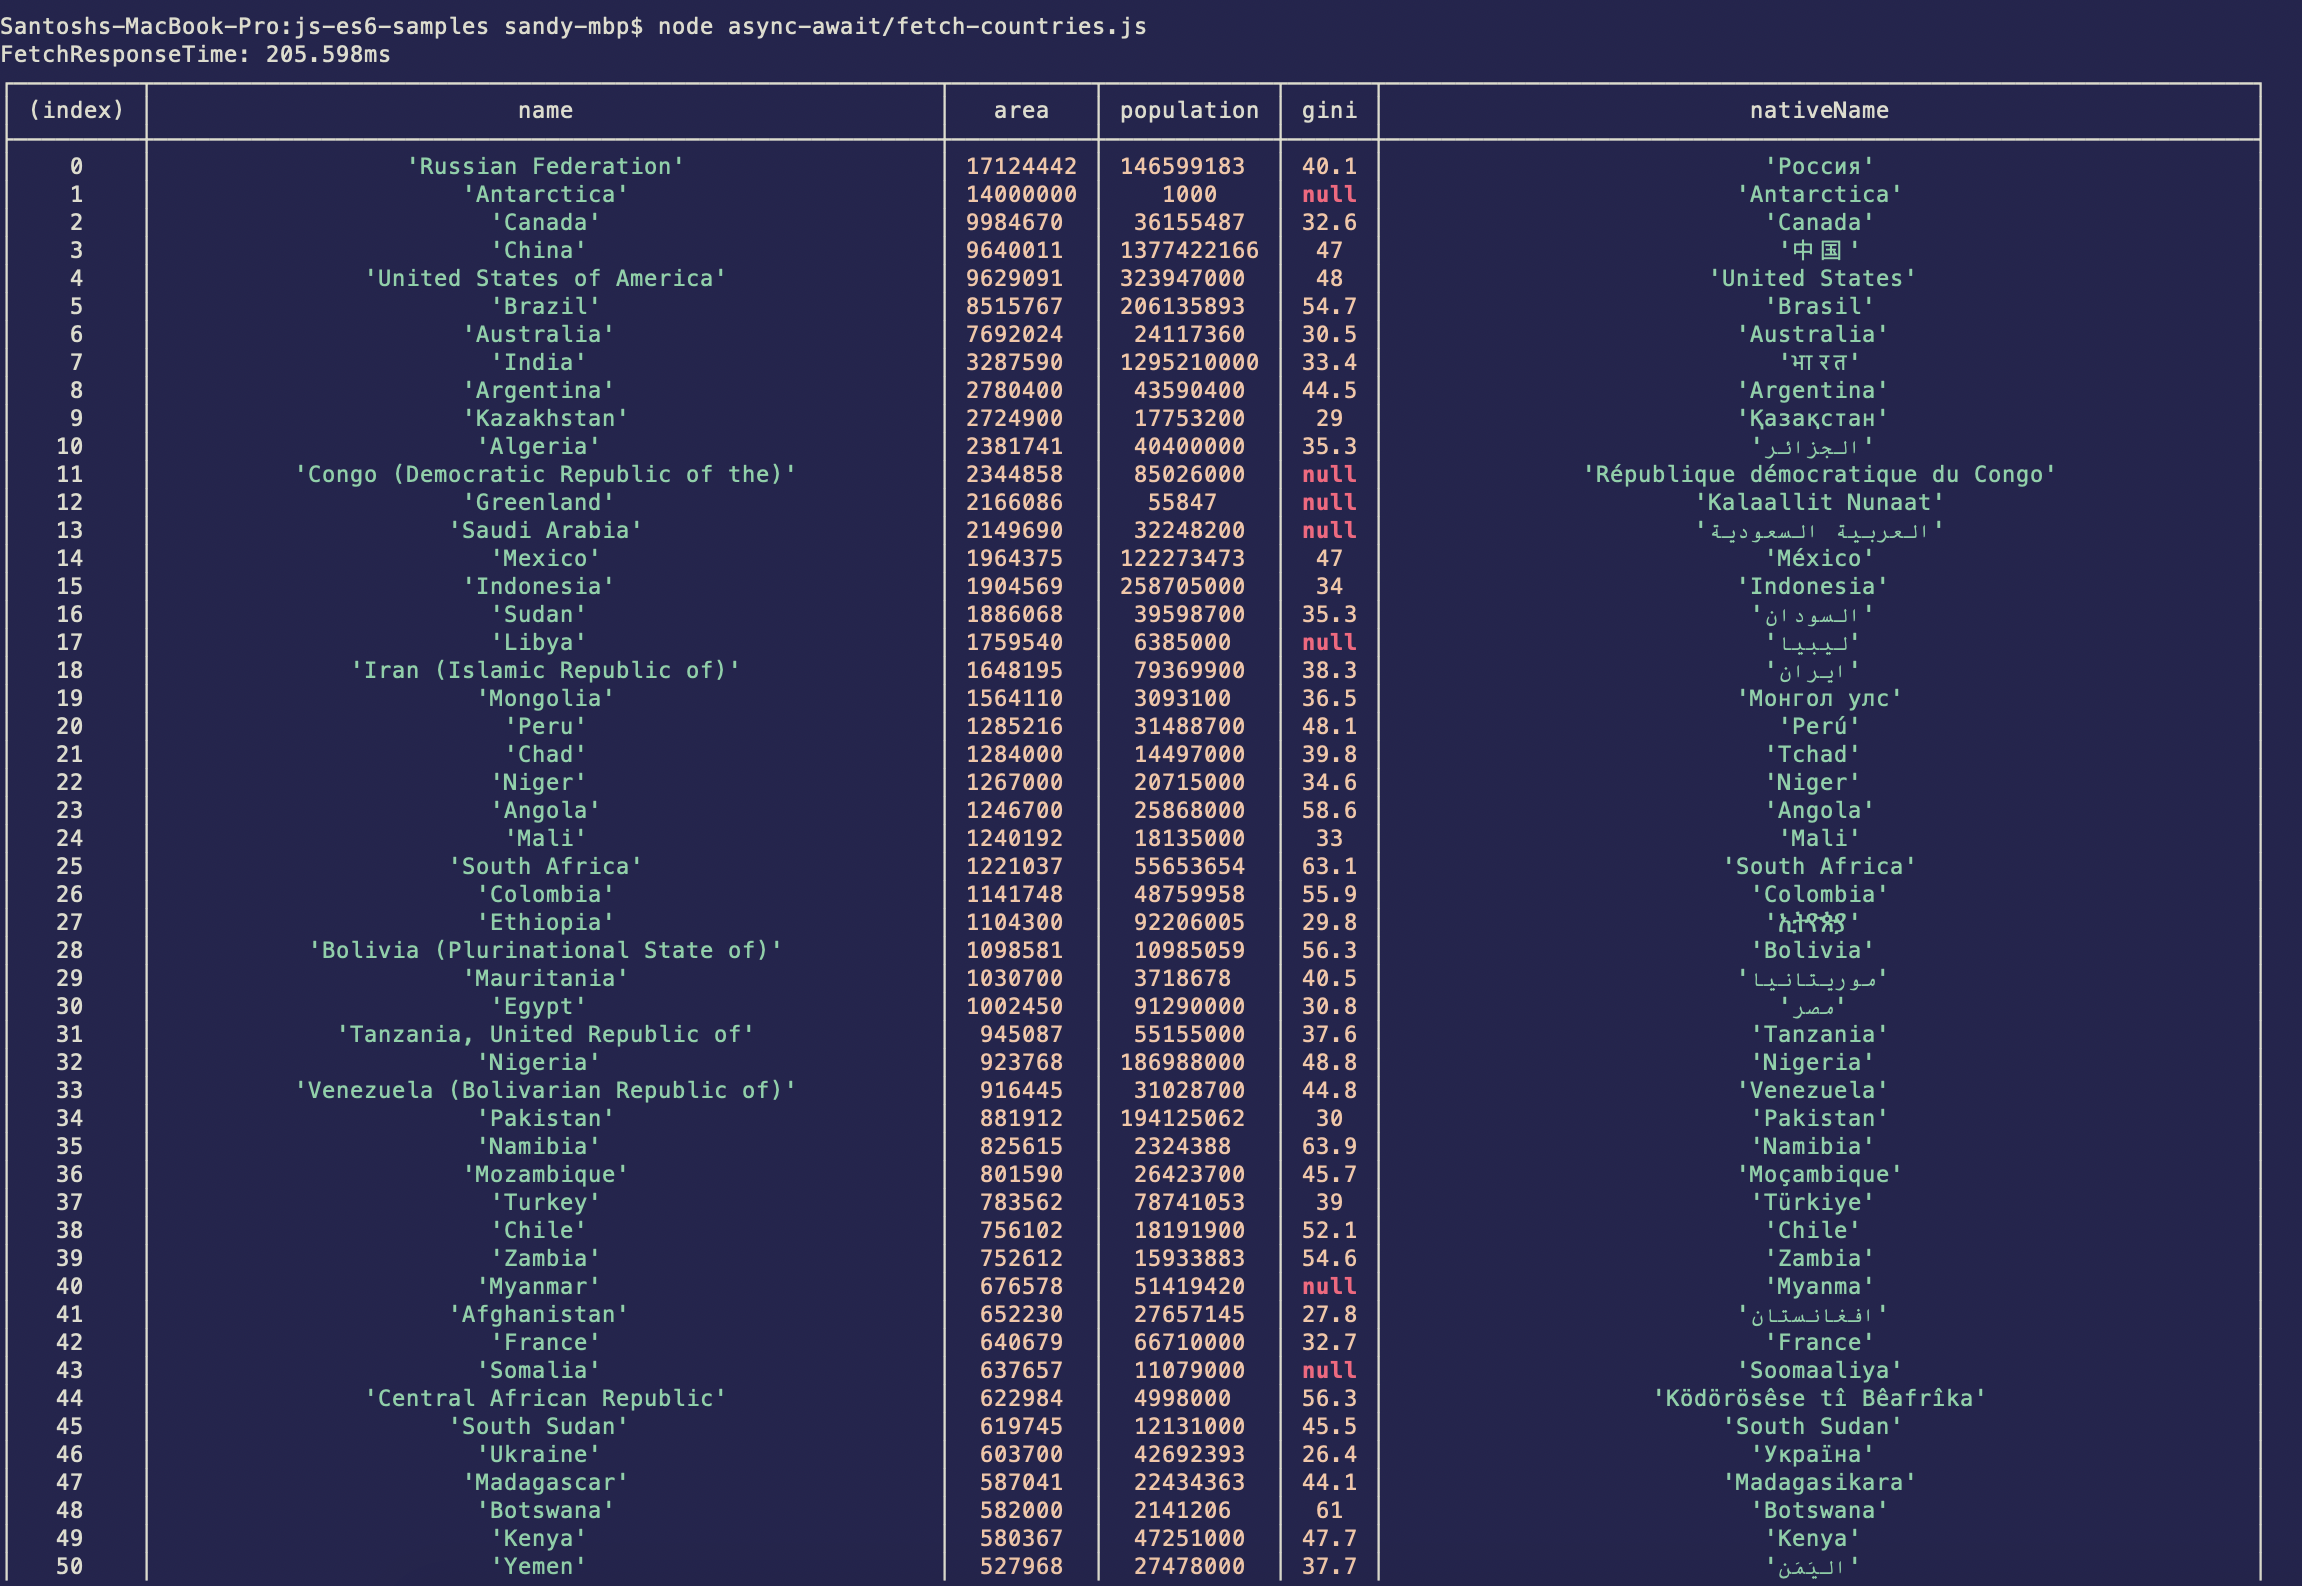 Santoshs-MacBook-Pro:js-es6-samples sandy-mbp$ node async-await/fetch-countries.js
FetchResponseTime: 205.598ms
(index) name area population gini nativeName
0 'Russian Federation' 17124442 146599183 40.1 'Россия'
1 'Antarctica' 14000000 1000 null 'Antarctica'
2 'Canada' 9984670 36155487 32.6 'Canada'
3 'China' 9640011 1377422166 47 '中国'
4 'United States of America' 9629091 323947000 48 'United States'
5 'Brazil' 8515767 206135893 54.7 'Brasil'
6 'Australia' 7692024 24117360 30.5 'Australia'
7 'India' 3287590 1295210000 33.4 'भारत'
8 'Argentina' 2780400 43590400 44.5 'Argentina'
9 'Kazakhstan' 2724900 17753200 29 'Қазақстан'
10 'Algeria' 2381741 40400000 35.3 'الجزائر'
11 'Congo (Democratic Republic of the)' 2344858 85026000 null 'République démocratique du Congo'
12 'Greenland' 2166086 55847 null 'Kalaallit Nunaat'
13 'Saudi Arabia' 2149690 32248200 null 'العربية السعودية'
14 'Mexico' 1964375 122273473 47 'México'
15 'Indonesia' 1904569 258705000 34 'Indonesia'
16 'Sudan' 1886068 39598700 35.3 'السودان'
17 'Libya' 1759540 6385000 null 'ليبيا'
18 'Iran (Islamic Republic of)' 1648195 79369900 38.3 'ایران'
19 'Mongolia' 1564110 3093100 36.5 'Монгол улс'
20 'Peru' 1285216 31488700 48.1 'Perú'
21 'Chad' 1284000 14497000 39.8 'Tchad'
22 'Niger' 1267000 20715000 34.6 'Niger'
23 'Angola' 1246700 25868000 58.6 'Angola'
24 'Mali' 1240192 18135000 33 'Mali'
25 'South Africa' 1221037 55653654 63.1 'South Africa'
26 'Colombia' 1141748 48759958 55.9 'Colombia'
27 'Ethiopia' 1104300 92206005 29.8 'ኢትዮጵያ'
28 'Bolivia (Plurinational State of)' 1098581 10985059 56.3 'Bolivia'
29 'Mauritania' 1030700 3718678 40.5 'موريتانيا'
30 'Egypt' 1002450 91290000 30.8 'مصر'
31 'Tanzania, United Republic of' 945087 55155000 37.6 'Tanzania'
32 'Nigeria' 923768 186988000 48.8 'Nigeria'
33 'Venezuela (Bolivarian Republic of)' 916445 31028700 44.8 'Venezuela'
34 'Pakistan' 881912 194125062 30 'Pakistan'
35 'Namibia' 825615 2324388 63.9 'Namibia'
36 'Mozambique' 801590 26423700 45.7 'Moçambique'
37 'Turkey' 783562 78741053 39 'Türkiye'
38 'Chile' 756102 18191900 52.1 'Chile'
39 'Zambia' 752612 15933883 54.6 'Zambia'
40 'Myanmar' 676578 51419420 null 'Myanma'
41 'Afghanistan' 652230 27657145 27.8 'افغانستان'
42 'France' 640679 66710000 32.7 'France'
43 'Somalia' 637657 11079000 null 'Soomaaliya'
44 'Central African Republic' 622984 4998000 56.3 'Ködörösêse tî Bêafrîka'
45 'South Sudan' 619745 12131000 45.5 'South Sudan'
46 'Ukraine' 603700 42692393 26.4 'Україна'
47 'Madagascar' 587041 22434363 44.1 'Madagasikara'
48 'Botswana' 582000 2141206 61 'Botswana'
49 'Kenya' 580367 47251000 47.7 'Kenya'
50 'Yemen' 527968 27478000 37.7 'اليَمَن'